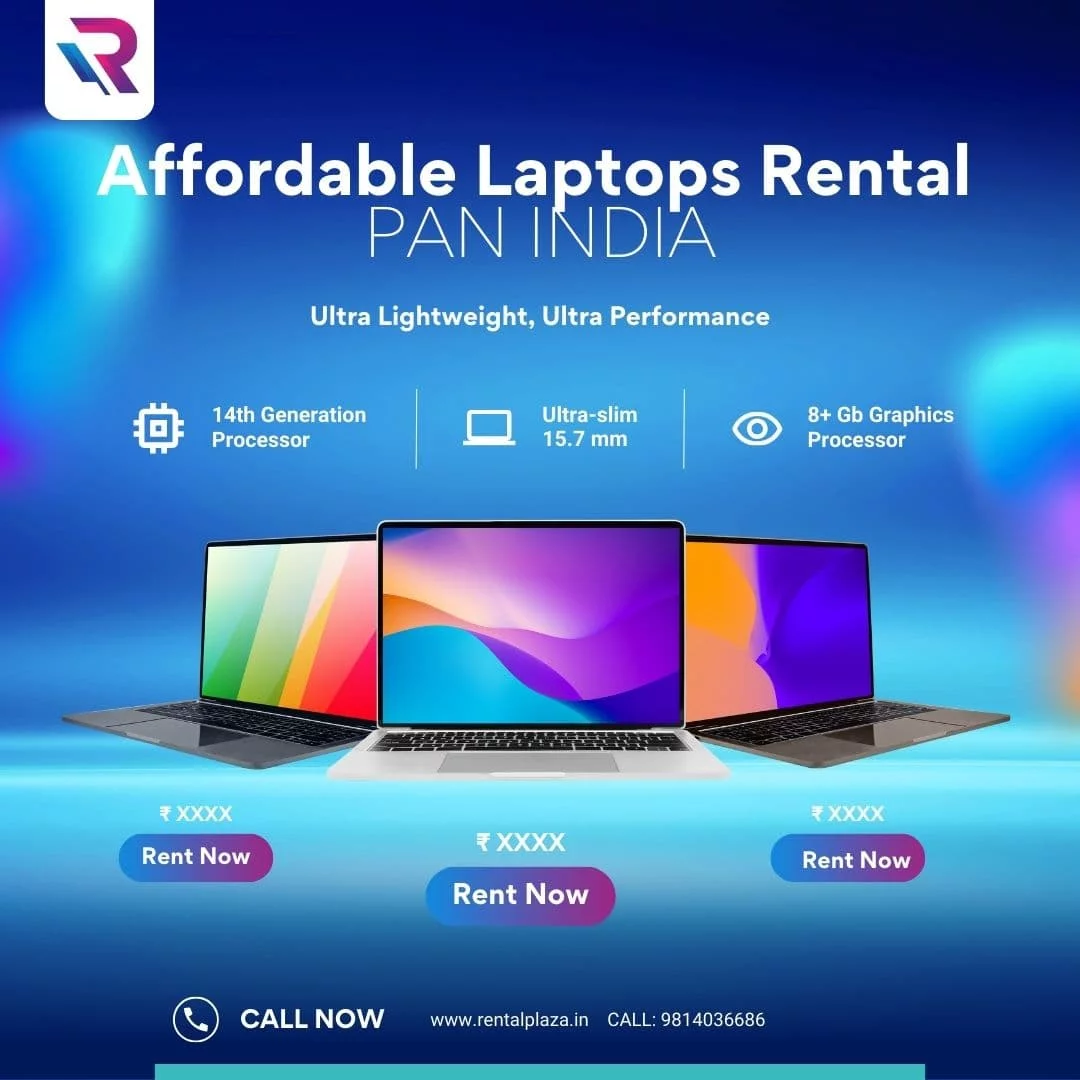 Affordable Laptops Rental
PAN INDIA
Ultra Lightweight, Ultra Performance
14th Generation
Processor
Ultra-slim
15.7 mm
8+ Gb Graphics
Processor
₹ XXXX
Rent Now
₹ XXXX
Rent Now
₹ XXXX
Rent Now
CALL NOW
www.rentalplaza.in CALL: 9814036686